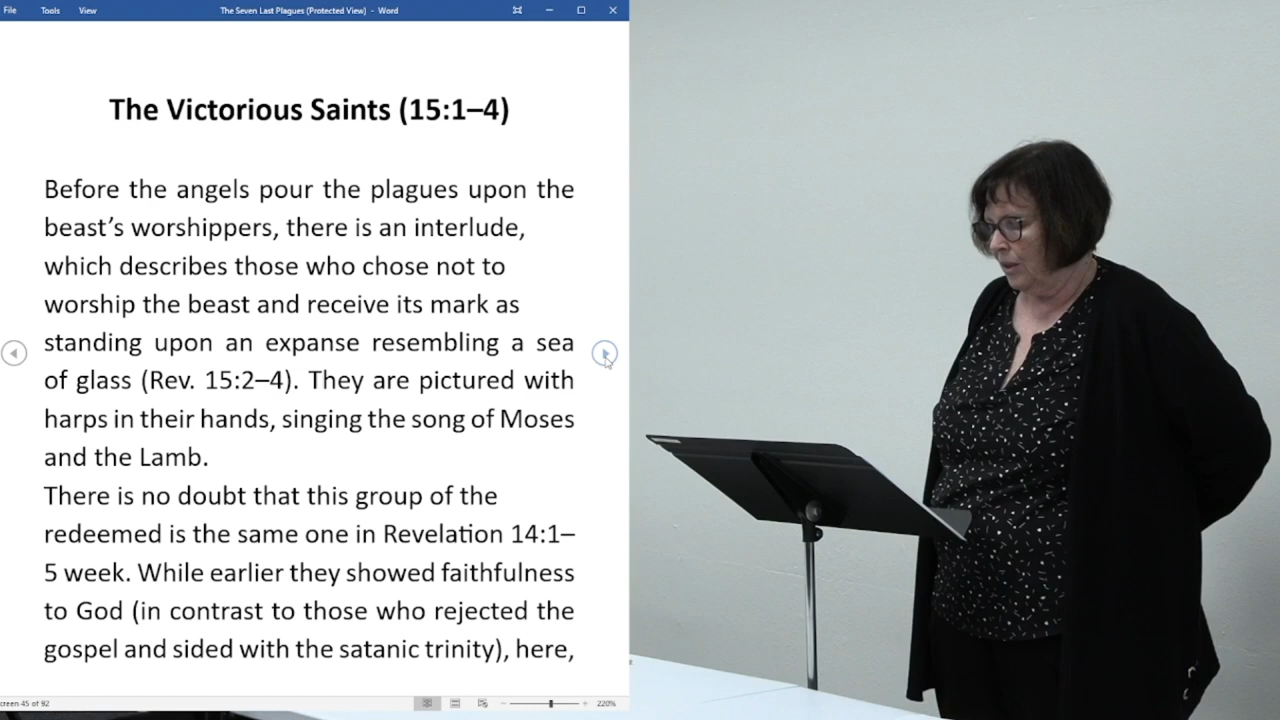 File Tools View The Seven Last Plagues (Protected View) - Word
The Victorious Saints (15:1–4)
Before the angels pour the plagues upon the
beast’s worshippers, there is an interlude,
which describes those who chose not to
worship the beast and receive its mark as
standing upon an expanse resembling a sea
of glass (Rev. 15:2–4). They are pictured with
harps in their hands, singing the song of Moses
and the Lamb.
There is no doubt that this group of the
redeemed is the same one in Revelation 14:1–
5 week. While earlier they showed faithfulness
to God (in contrast to those who rejected the
gospel and sided with the satanic trinity), here,
creen 45 of 92 220%